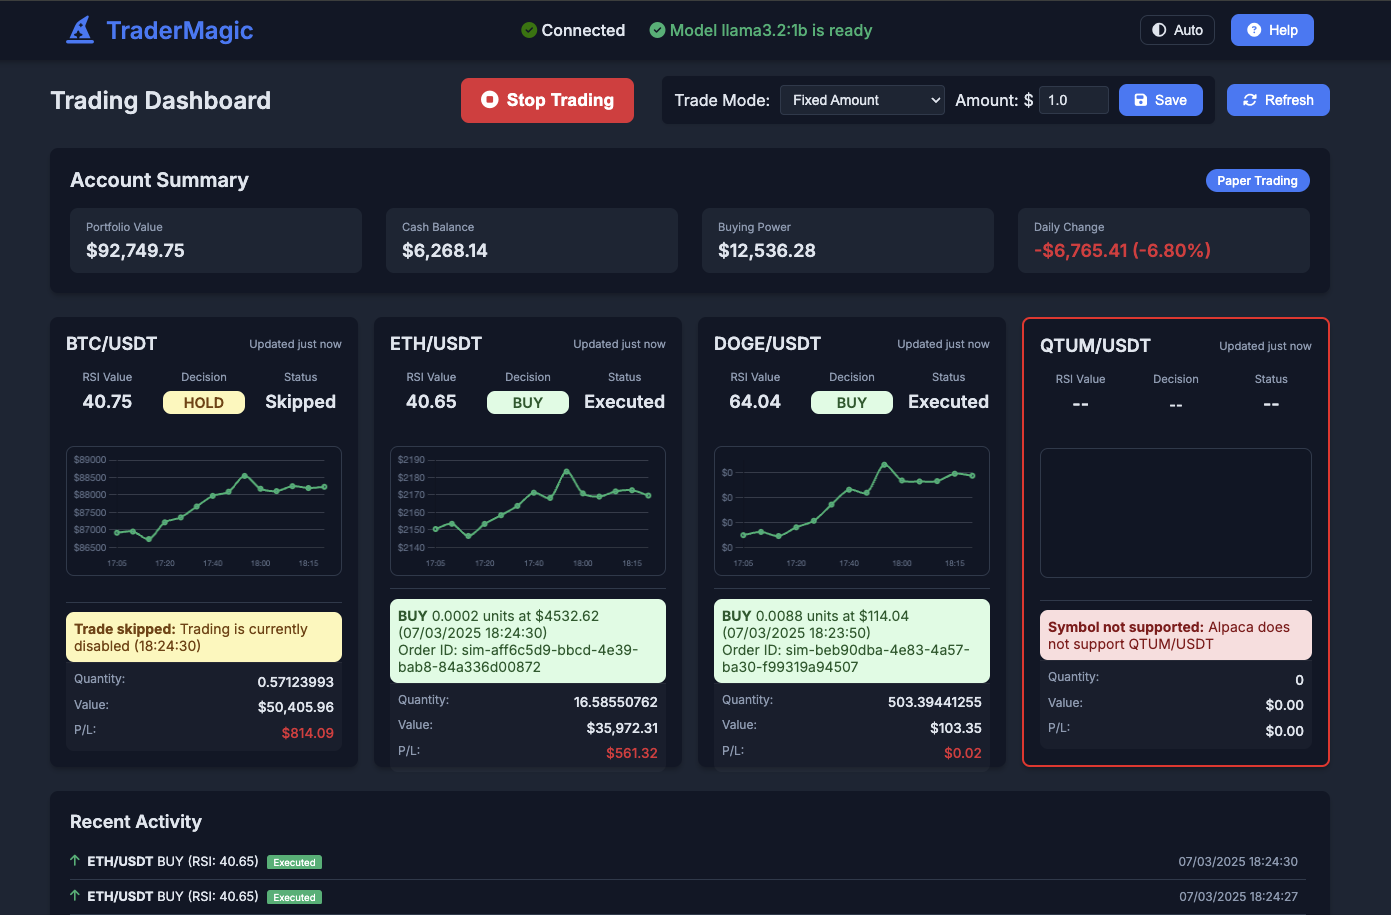 TraderMagic
Connected
Model llama3.2:1b is ready
Auto
Help
Trading Dashboard
Stop Trading
Trade Mode: Fixed Amount Amount: $ 1.0
Save
Refresh
Account Summary
Paper Trading
Portfolio Value
$92,749.75
Cash Balance
$6,268.14
Buying Power
$12,536.28
Daily Change
-$6,765.41 (-6.80%)
BTC/USDT
Updated just now
RSI Value Decision Status
40.75 HOLD Skipped
$89000
$88500
$88000
$87500
$87000
$86500
17:05 17:20 17:40 18:00 18:15
Trade skipped: Trading is currently
disabled (18:24:30)
Quantity: 0.57123993
Value: $50,405.96
P/L: $814.09
ETH/USDT
Updated just now
RSI Value Decision Status
40.65 BUY Executed
$2190
$2180
$2170
$2160
$2150
$2140
17:05 17:20 17:40 18:00 18:15
BUY 0.0002 units at $4532.62
(07/03/2025 18:24:30)
Order ID: sim-aff6c5d9-bbcd-4e39-
bab8-84a336d00872
Quantity: 16.58550762
Value: $35,972.31
P/L: $561.32
DOGE/USDT
Updated just now
RSI Value Decision Status
64.04 BUY Executed
$0
$0
$0
$0
17:05 17:20 17:40 18:00 18:15
BUY 0.0088 units at $114.04
(07/03/2025 18:23:50)
Order ID: sim-beb90dba-4e83-4a57-
ba30-f99319a94507
Quantity: 503.39441255
Value: $103.35
P/L: $0.02
QTUM/USDT
Updated just now
RSI Value Decision Status
-- -- --
Symbol not supported: Alpaca does
not support QTUM/USDT
Quantity: 0
Value: $0.00
P/L: $0.00
Recent Activity
ETH/USDT BUY (RSI: 40.65) Executed 07/03/2025 18:24:30
ETH/USDT BUY (RSI: 40.65) Executed 07/03/2025 18:24:27